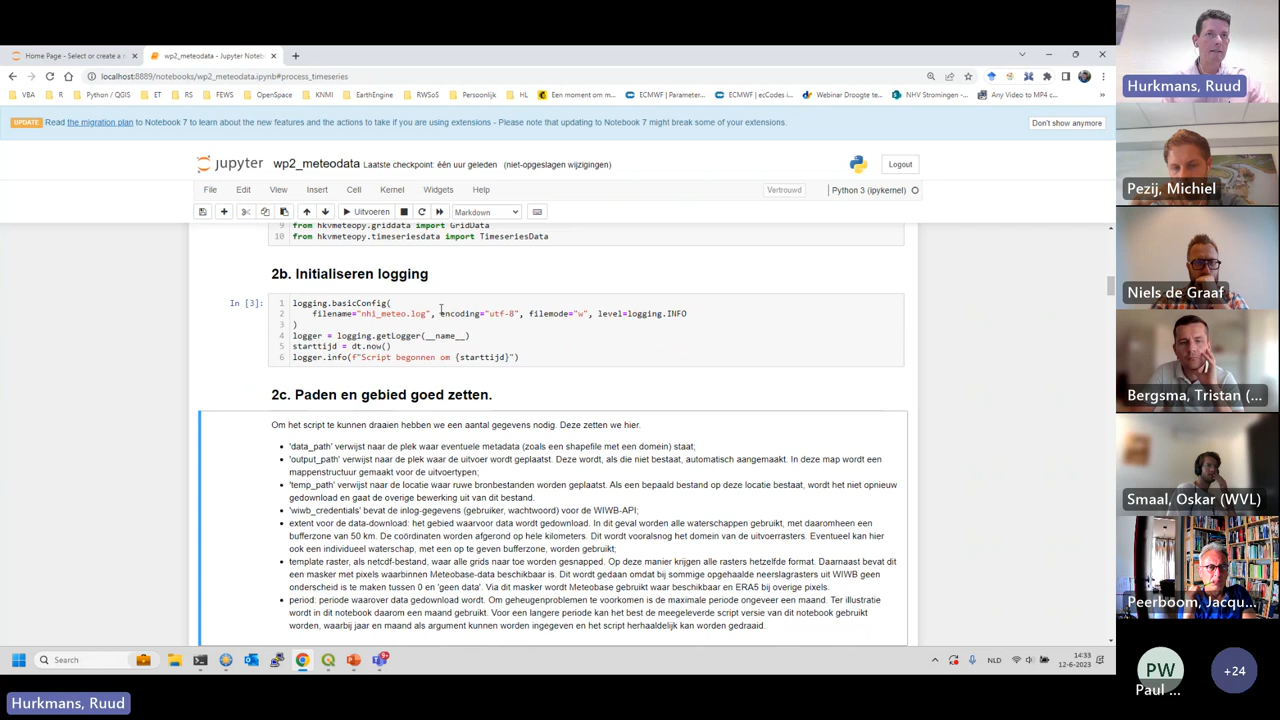 Home Page - Select or create a n
wp2_meteodata - Jupyter Noteb
localhost:8889/notebooks/wp2_meteodata.ipynb#process_timeseries
VBA
R
Python / QGIS
ET
RS
FEWS
OpenSpace
KNMI
EarthEngine
RWSoS
Persoonlijk
HL
Een moment om m...
ECMWF | Parameter...
ECMWF | ecCodes i...
Webinar Droogte te...
NHV Stromingen -...
Any Video to MP4 c...
UPDATE Read the migration plan to Notebook 7 to learn about the new features and the actions to take if you are using extensions - Please note that updating to Notebook 7 might break some of your extensions.
Don't show anymore
jupyter wp2_meteodata Laatste checkpoint: één uur geleden (niet-opgeslagen wijzigingen)
Logout
File Edit View Insert Cell Kernel Widgets Help
Vertrouwd
Python 3 (ipykernel)
Uitvoeren
Markdown
9 from hkvmeteopy.griddata import GridData
10 from hkvmeteopy.timeseriesdata import TimeseriesData
2b. Initialiseren logging
In [3]:
1 logging.basicConfig(
2 filename="nhi_meteo.log", encoding="utf-8", filemode="w", level=logging.INFO
3 )
4 logger = logging.getLogger(__name__)
5 starttijd = dt.now()
6 logger.info(f"Script begonnen om {starttijd}")
2c. Paden en gebied goed zetten.
Om het script te kunnen draaien hebben we een aantal gegevens nodig. Deze zetten we hier.
• 'data_path' verwijst naar de plek waar eventuele metadata (zoals een shapefile met een domein) staat;
• 'output_path' verwijst naar de plek waar de uitvoer wordt geplaatst. Deze wordt, als die niet bestaat, automatisch aangemaakt. In deze map wordt een
mappenstructuur gemaakt voor de uitvoertypen;
• 'temp_path' verwijst naar de locatie waar ruwe bronbestanden worden geplaatst. Als een bepaald bestand op deze locatie bestaat, wordt het niet opnieuw
gedownload en gaat de overige bewerking uit van dit bestand.
• 'wiwb_credentials' bevat de inlog-gegevens (gebruiker, wachtwoord) voor de WIWB-API;
• extent voor de data-download: het gebied waarvoor data wordt gedownload. In dit geval worden alle waterschappen gebruikt, met daaromheen een
bufferzone van 50 km. De coördinaten worden afgerond op hele kilometers. Dit wordt vooralsnog het domein van de uitvoerrasters. Eventueel kan hier
ook een individueel waterschap, met een op te geven bufferzone, worden gebruikt;
• template raster, als netcdf-bestand, waar alle grids naar toe worden gesnapped. Op deze manier krijgen alle rasters hetzelfde format. Daarnaast bevat dit
een masker met pixels waarbinnen Meteobase-data beschikbaar is. Dit wordt gedaan omdat bij sommige opgehaalde neerslagrasters uit WIWB geen
onderscheid is te maken tussen 0 en 'geen data'. Via dit masker wordt Meteobase gebruikt waar beschikbaar en ERA5 bij overige pixels.
• period: periode waarover data gedownload wordt. Om geheugenproblemen te voorkomen is de maximale periode ongeveer een maand. Ter illustratie
wordt in dit notebook daarom een maand gebruikt. Voor een langere periode kan het best de meegeleverde script versie van dit notebook gebruikt
worden, waarbij jaar en maand als argument kunnen worden ingegeven en het script herhaaldelijk kan worden gedraaid.
Search
NLD
14:33
12-6-2023
Hurkmans, Ruud
Hurkmans, Ruud
Pezij, Michiel
Niels de Graaf
Bergsma, Tristan (...
Smaal, Oskar (WVL)
Peerboom, Jacqu...
PW
Paul ...
+24